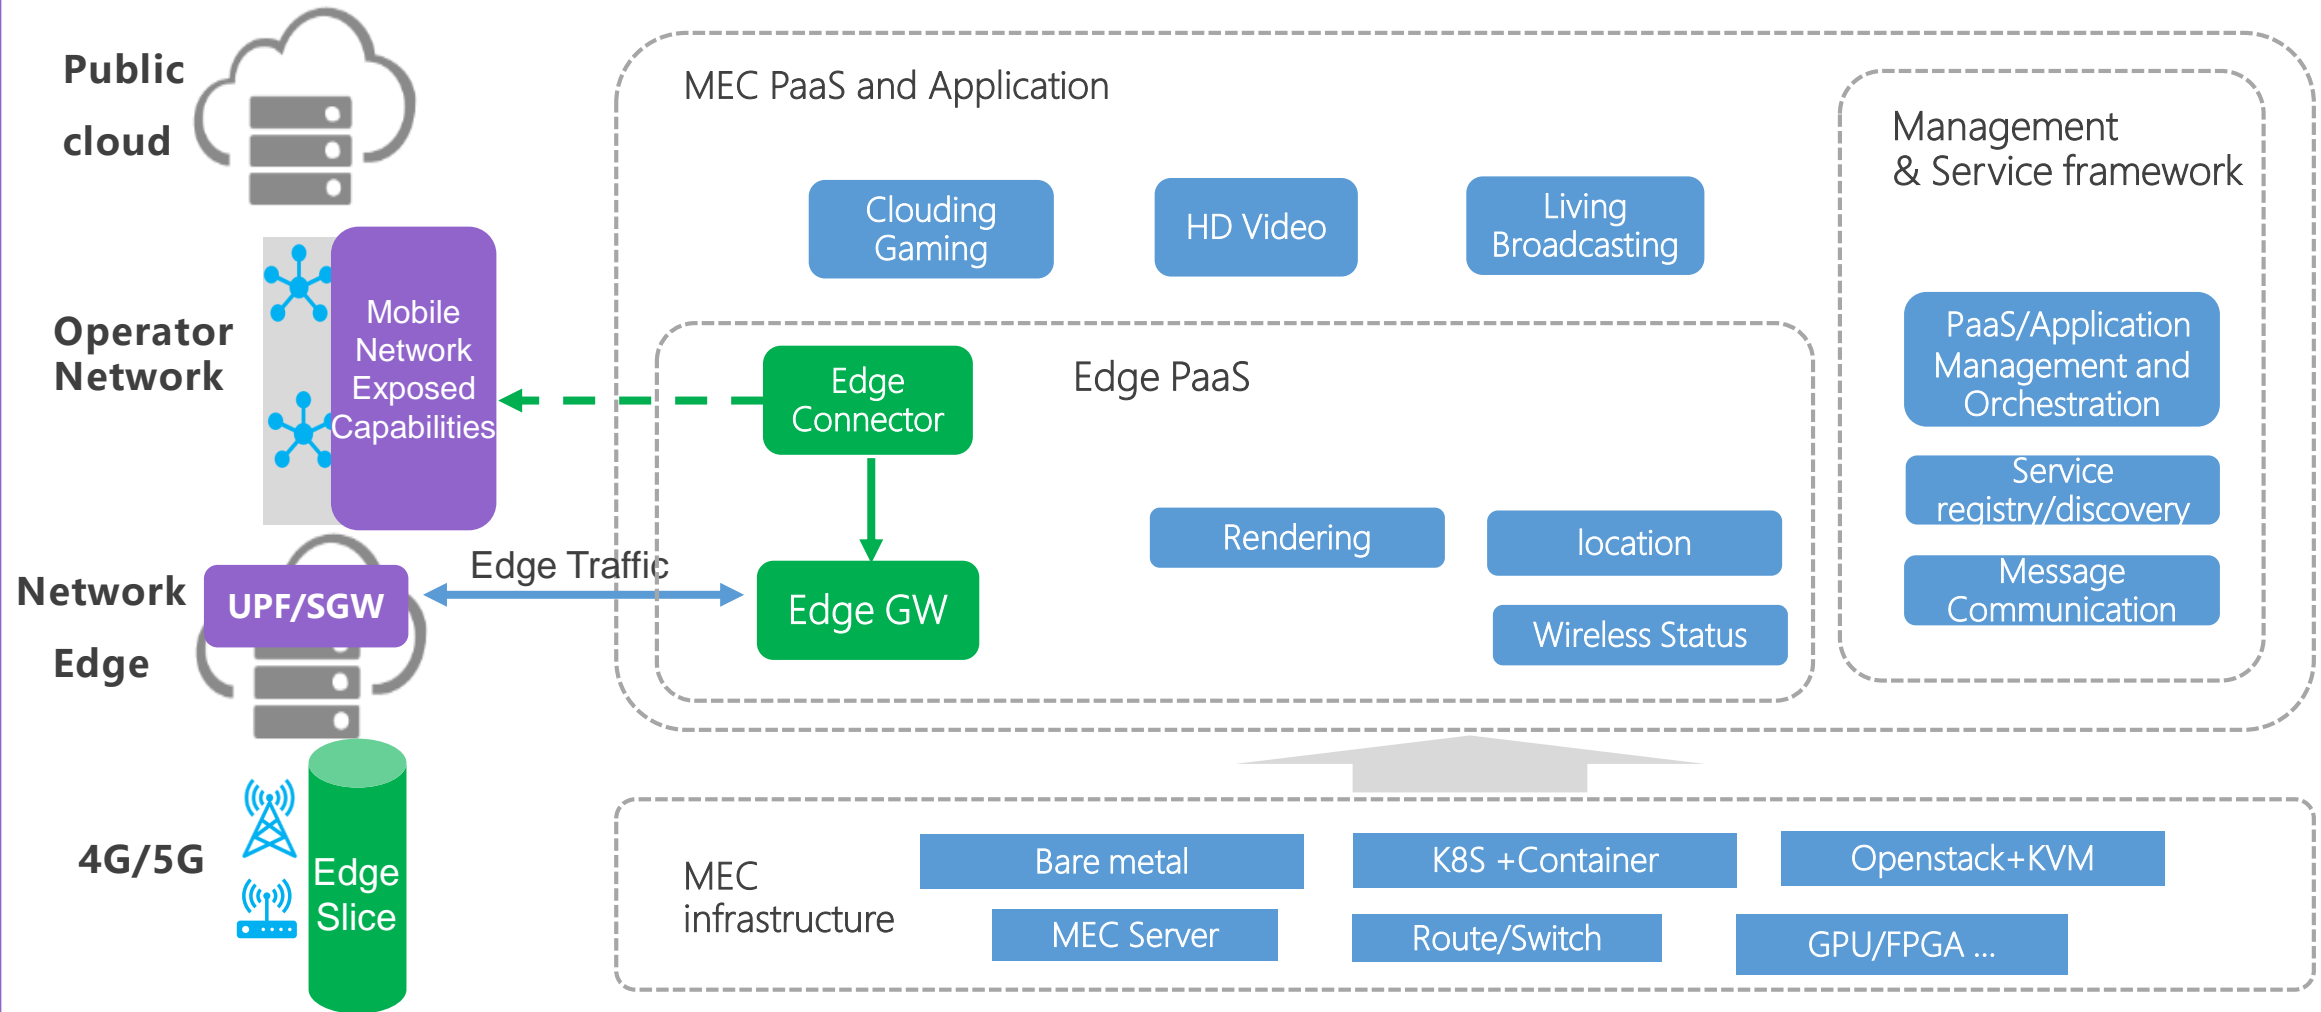 Public
cloud
Operator
Network
Mobile
Network
Exposed
Capabilities
Network
Edge
UPF/SGW
Edge Traffic
4G/5G
Edge
Slice
MEC PaaS and Application
Clouding
Gaming
HD Video
Living
Broadcasting
Edge PaaS
Edge
Connector
Edge GW
Rendering
location
Wireless Status
Management
& Service framework
PaaS/Application
Management and
Orchestration
Service
registry/discovery
Message
Communication
MEC
infrastructure
Bare metal
K8S +Container
Openstack+KVM
MEC Server
Route/Switch
GPU/FPGA ...